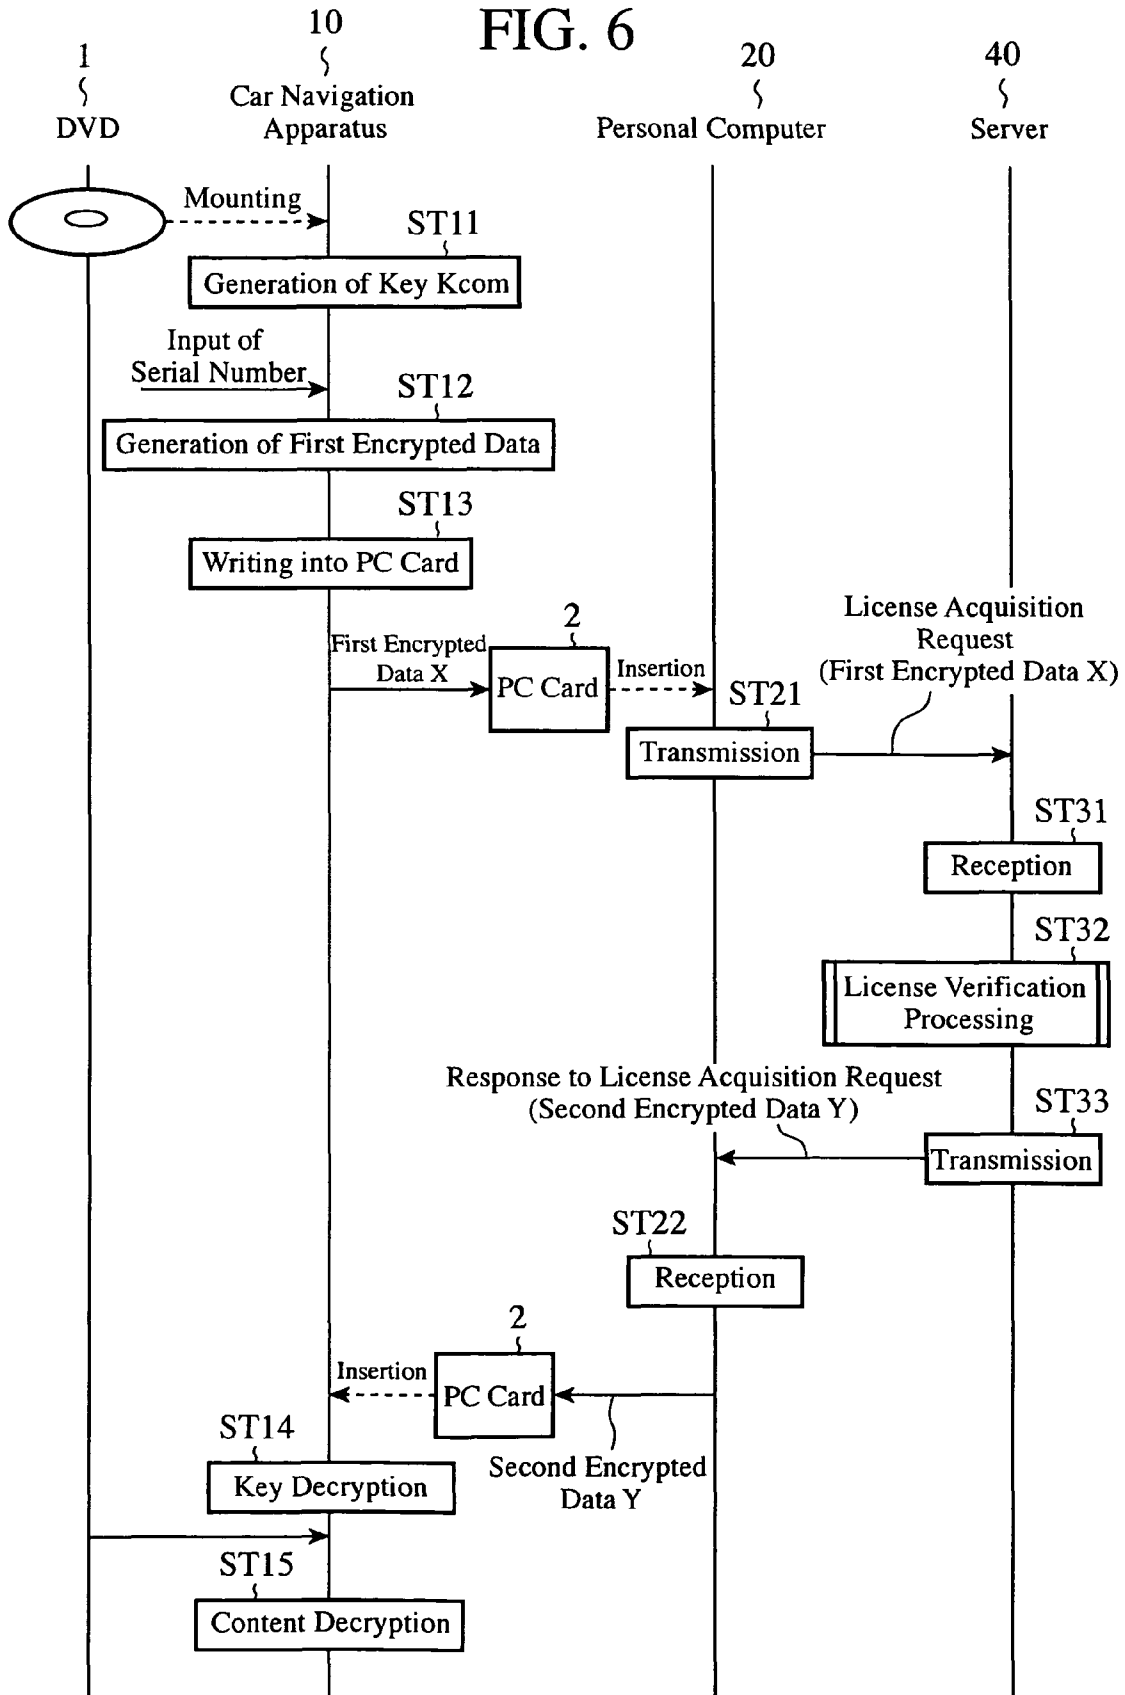 FIG. 6
1
DVD
10
Car Navigation
Apparatus
20
Personal Computer
40
Server
Mounting
ST11
Generation of Key Kcom
Input of
Serial Number
ST12
Generation of First Encrypted Data
ST13
Writing into PC Card
First Encrypted
Data X
2
PC Card
Insertion
ST21
Transmission
License Acquisition
Request
(First Encrypted Data X)
ST31
Reception
ST32
License Verification
Processing
Response to License Acquisition Request
(Second Encrypted Data Y)
ST33
Transmission
ST22
Reception
2
PC Card
Insertion
Second Encrypted
Data Y
ST14
Key Decryption
ST15
Content Decryption